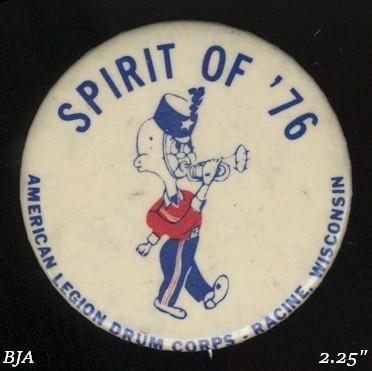 SPIRIT OF '76
AMERICAN LEGION DRUM CORPS - RACINE, WISCONSIN
BJA
2.25"